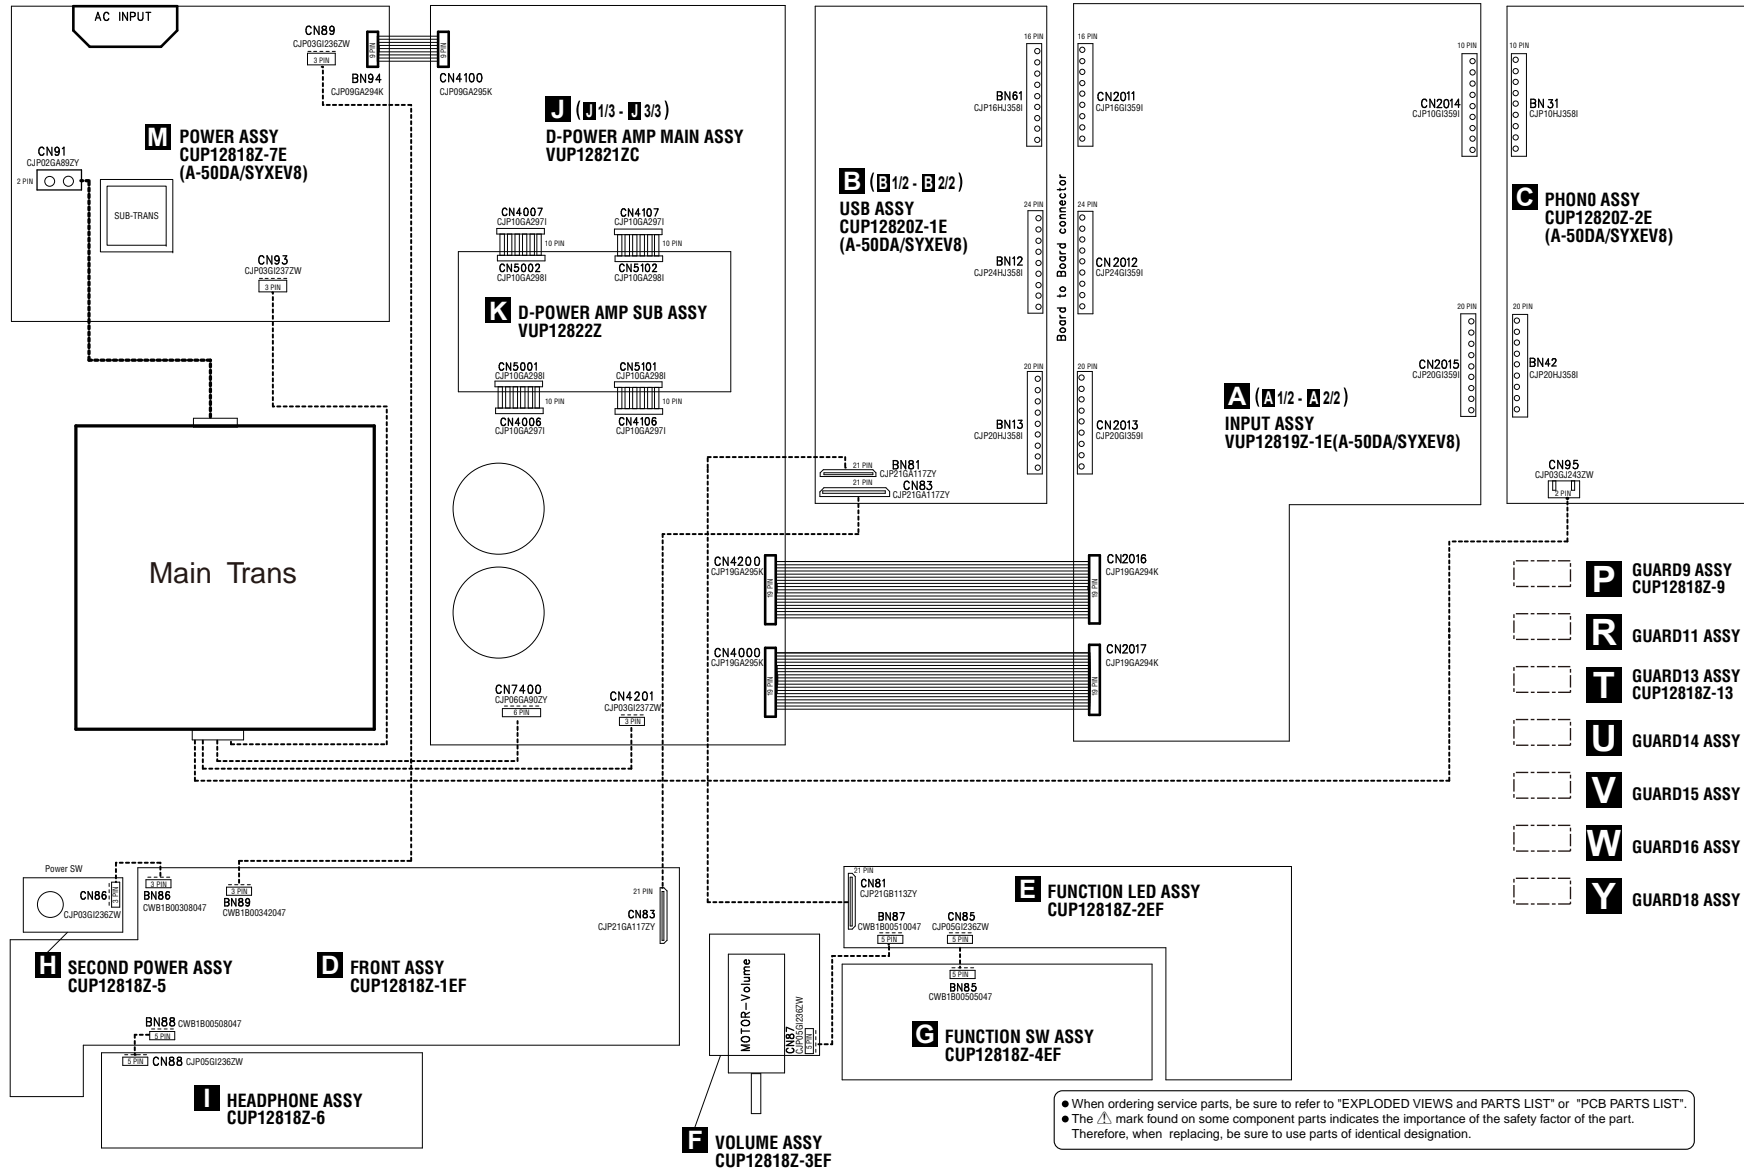 AC INPUT
CN89
CJP03GI236ZW
3 PIN
9 PIN
BN94
CJP09GA294K
9 PIN
CN4100
CJP09GA295K
M POWER ASSY
CUP12818Z-7E
(A-50DA/SYXEV8)
CN91
CJP02GA89ZY
2 PIN
SUB-TRANS
CN93
CJP03GI237ZW
3 PIN
Main Trans
J (J 1/3 - J 3/3)
D-POWER AMP MAIN ASSY
VUP12821ZC
CN4007
CJP10GA297I
10 PIN
CN5002
CJP10GA298I
CN4107
CJP10GA297I
10 PIN
CN5102
CJP10GA298I
K D-POWER AMP SUB ASSY
VUP12822Z
CN5001
CJP10GA298I
10 PIN
CN4006
CJP10GA297I
CN5101
CJP10GA298I
10 PIN
CN4106
CJP10GA297I
CN7400
CJP06GA90ZY
6 PIN
CN4201
CJP03GI237ZW
3 PIN
CN4200
CJP19GA295K
19 PIN
CN4000
CJP19GA295K
19 PIN
B (B 1/2 - B 2/2)
USB ASSY
CUP12820Z-1E
(A-50DA/SYXEV8)
16 PIN
BN61
CJP16HJ358I
24 PIN
BN12
CJP24HJ358I
20 PIN
BN13
CJP20HJ358I
21 PIN
BN81
CJP21GA117ZY
21 PIN
CN83
CJP21GA117ZY
Board to Board connector
16 PIN
CN2011
CJP16GI359I
24 PIN
CN2012
CJP24GI359I
20 PIN
CN2013
CJP20GI359I
10 PIN
CN2014
CJP10GI359I
20 PIN
CN2015
CJP20GI359I
A (A 1/2 - A 2/2)
INPUT ASSY
VUP12819Z-1E(A-50DA/SYXEV8)
CN2016
CJP19GA294K
19 PIN
CN2017
CJP19GA294K
19 PIN
10 PIN
BN31
CJP10HJ358I
C PHONO ASSY
CUP12820Z-2E
(A-50DA/SYXEV8)
20 PIN
BN42
CJP20HJ358I
CN95
CJP03GJ243ZW
2 PIN
P GUARD9 ASSY
CUP12818Z-9
R GUARD11 ASSY
T GUARD13 ASSY
CUP12818Z-13
U GUARD14 ASSY
V GUARD15 ASSY
W GUARD16 ASSY
Y GUARD18 ASSY
Power SW
CN86
3 PIN
CJP03GI236ZW
3 PIN
BN86
CWB1B00308047
3 PIN
BN89
CWB1B00342047
21 PIN
CN83
CJP21GA117ZY
H SECOND POWER ASSY
CUP12818Z-5
D FRONT ASSY
CUP12818Z-1EF
BN88 CWB1B00508047
5 PIN
5 PIN CN88 CJP05GI236ZW
I HEADPHONE ASSY
CUP12818Z-6
MOTOR-Volume
CN87
CJP05GI236ZW
5 PIN
F VOLUME ASSY
CUP12818Z-3EF
21 PIN
CN81
CJP21GB113ZY
E FUNCTION LED ASSY
CUP12818Z-2EF
BN87
CWB1B00510047
5 PIN
CN85
CJP05GI236ZW
5 PIN
5 PIN
BN85
CWB1B00505047
G FUNCTION SW ASSY
CUP12818Z-4EF
● When ordering service parts, be sure to refer to "EXPLODED VIEWS and PARTS LIST" or "PCB PARTS LIST".
● The ⚠ mark found on some component parts indicates the importance of the safety factor of the part.
Therefore, when replacing, be sure to use parts of identical designation.